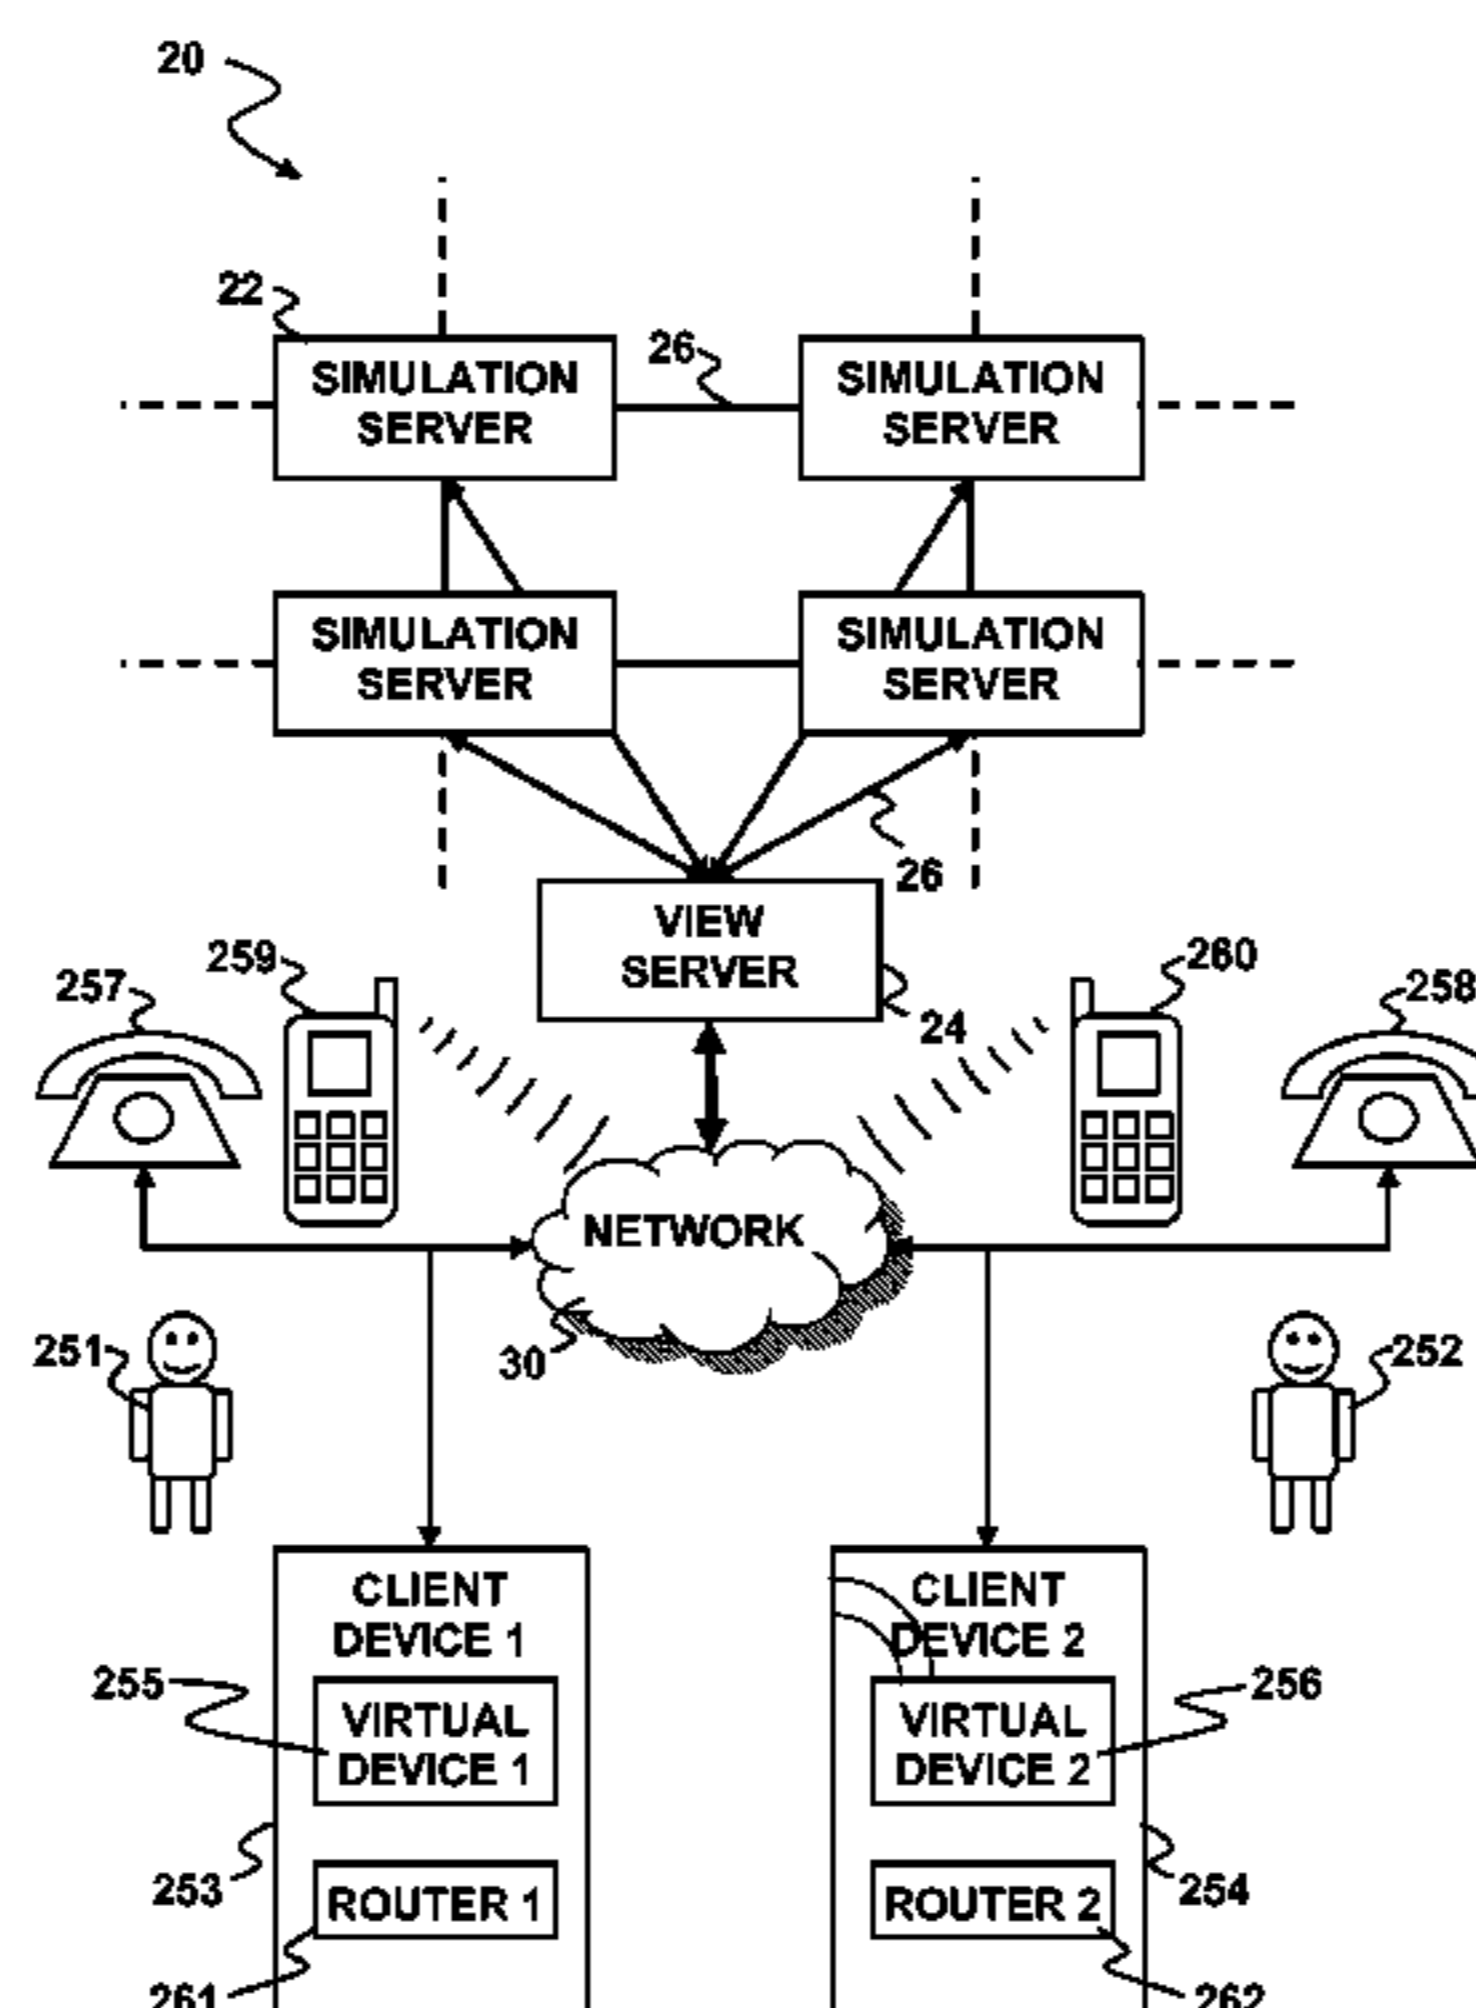 20
22
26
SIMULATION
SERVER
SIMULATION
SERVER
SIMULATION
SERVER
SIMULATION
SERVER
26
VIEW
SERVER
24
257
259
260
258
NETWORK
30
251
252
CLIENT
DEVICE 1
CLIENT
DEVICE 2
255
VIRTUAL
DEVICE 1
VIRTUAL
DEVICE 2
256
253
ROUTER 1
ROUTER 2
254
261
262